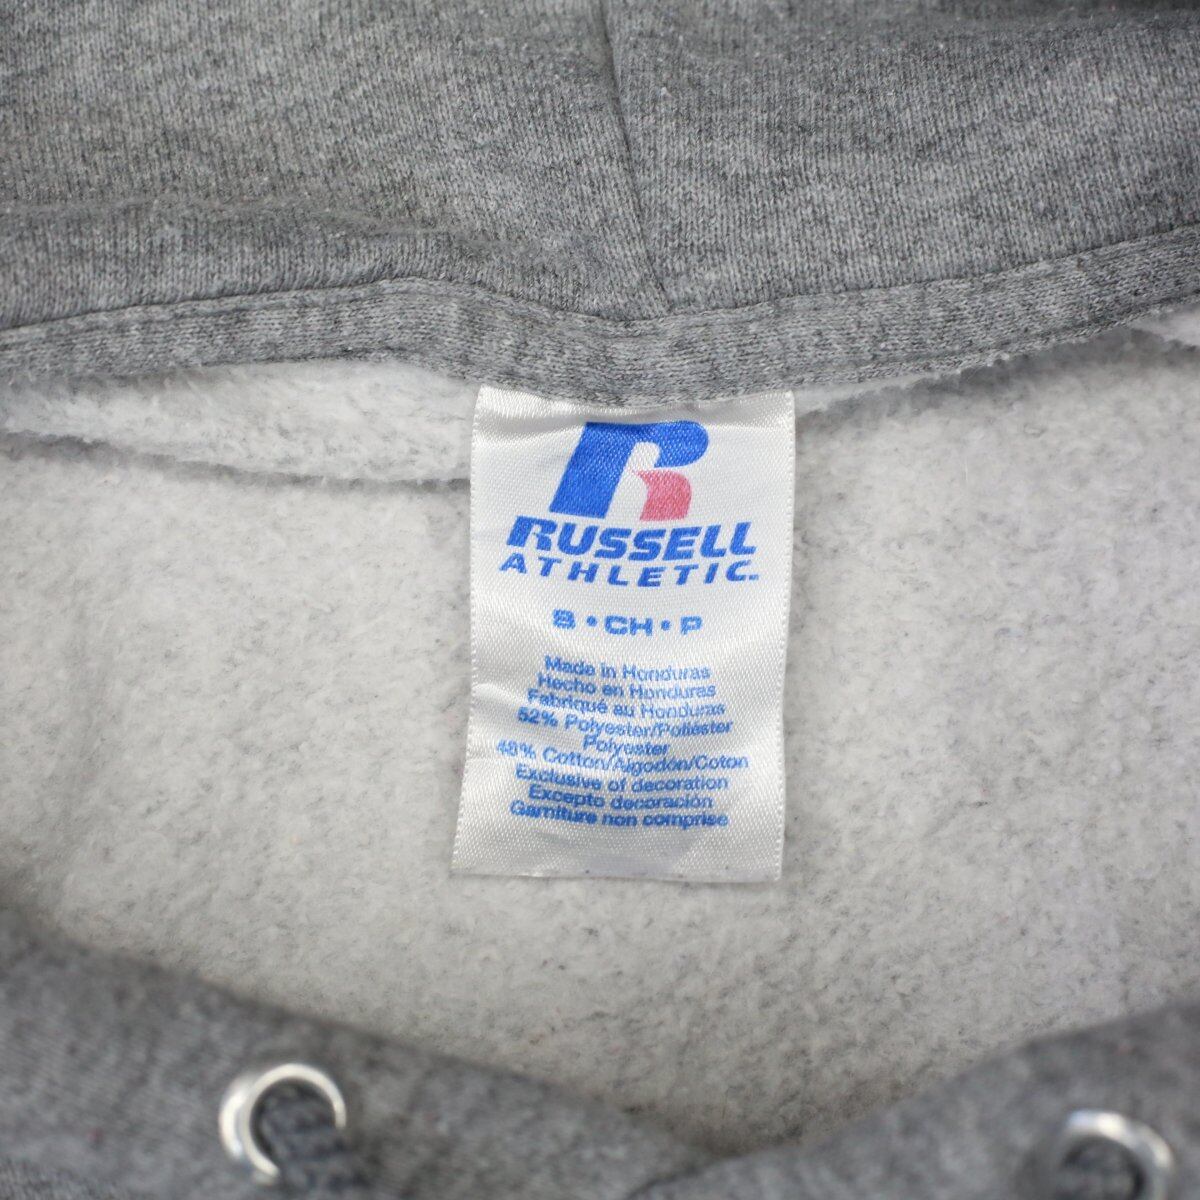 R
RUSSELL
ATHLETIC.
S • CH • P
Made in Honduras
Hecho en Honduras
Fabriqué au Honduras
52% Polyester/Poliéster
Polyester
48% Cotton/Algodón/Coton
Exclusive of decoration
Excepto decoración
Garniture non comprise